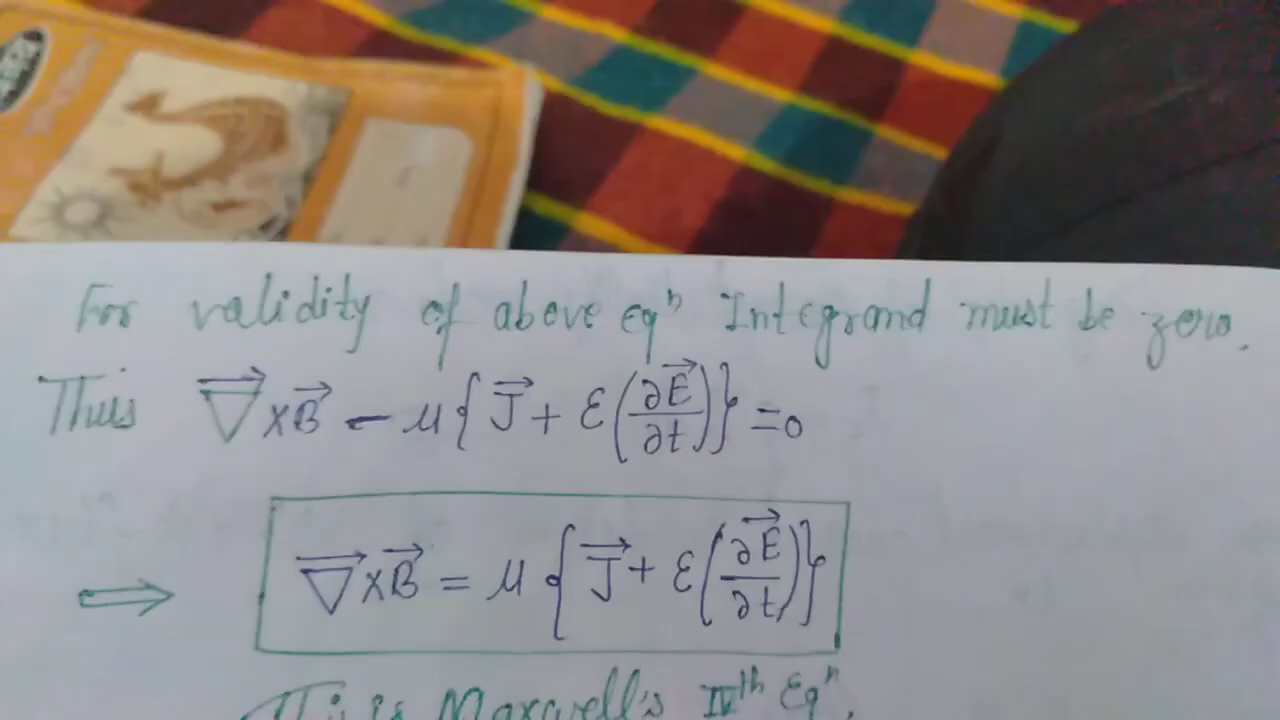 For validity of above Eqⁿ Integrand must be zero.
Thus ∇⃗ × B⃗ − μ { J⃗ + ε ( ∂E⃗ / ∂t ) } = 0
⟹ ∇⃗ × B⃗ = μ { J⃗ + ε ( ∂E⃗ / ∂t ) }
This is Maxwell's IVth Eqⁿ.